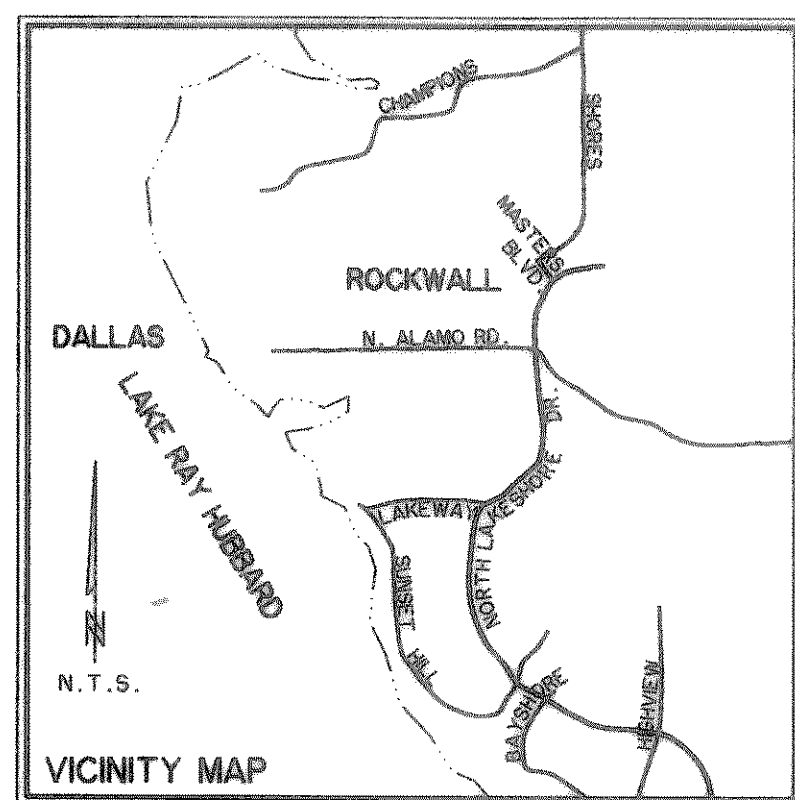 CHAMPIONS
SHORES
MASTERS
BLVD.
ROCKWALL
DALLAS
N. ALAMO RD.
LAKE RAY HUBBARD
NORTH LAKESHORE DR.
LAKEWAY
SUNSET HILL
N
N.T.S.
BAYSHORE
HIGHVIEW
VICINITY MAP